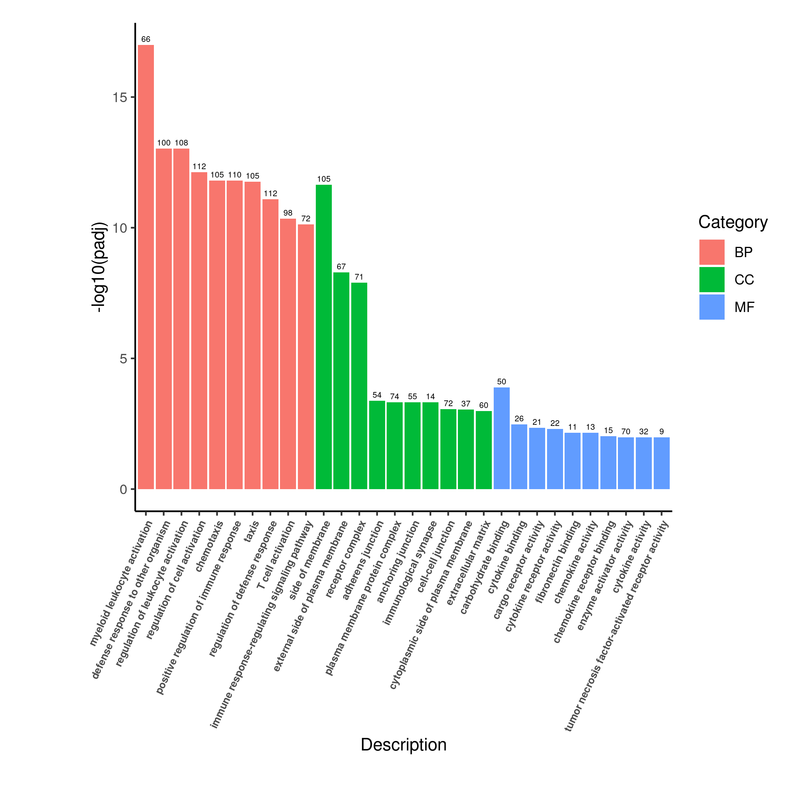 -log10(padj)
15
10
5
0
66
100
108
112
105
110
105
112
98
72
105
67
71
54
74
55
14
72
37
60
50
26
21
22
11
13
15
70
32
9
myeloid leukocyte activation
defense response to other organism
regulation of leukocyte activation
regulation of cell activation
chemotaxis
positive regulation of immune response
taxis
regulation of defense response
T cell activation
immune response-regulating signaling pathway
side of membrane
external side of plasma membrane
receptor complex
adherens junction
plasma membrane protein complex
anchoring junction
immunological synapse
cell-cell junction
cytoplasmic side of plasma membrane
extracellular matrix
carbohydrate binding
cytokine binding
cargo receptor activity
cytokine receptor activity
fibronectin binding
chemokine activity
chemokine receptor binding
enzyme activator activity
cytokine activity
tumor necrosis factor-activated receptor activity
Description
Category
BP
CC
MF